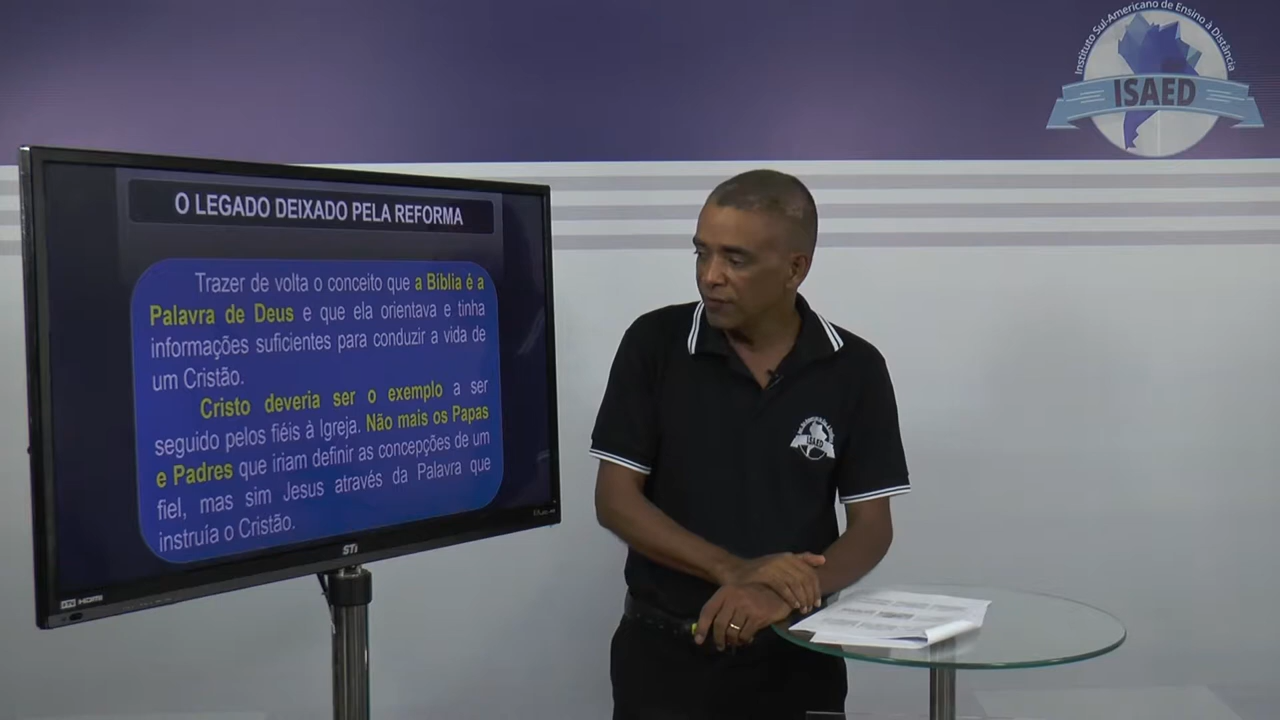 Instituto Sul-Americano de Ensino à Distância
ISAED
O LEGADO DEIXADO PELA REFORMA
Trazer de volta o conceito que a Bíblia é a
Palavra de Deus e que ela orientava e tinha
informações suficientes para conduzir a vida de
um Cristão.
Cristo deveria ser o exemplo a ser
seguido pelos fiéis à Igreja. Não mais os Papas
e Padres que iriam definir as concepções de um
fiel, mas sim Jesus através da Palavra que
instruía o Cristão.
STi
HDMI
ISAED